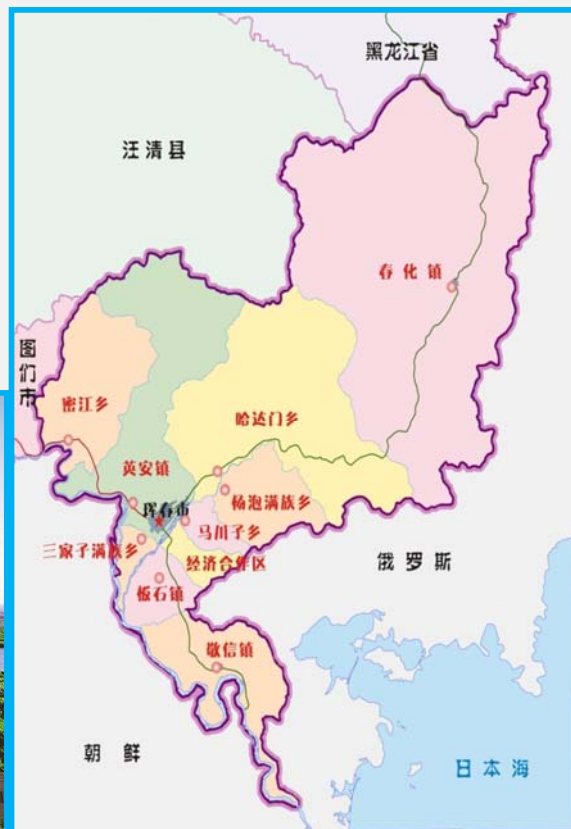 黑龙江省
汪清县
春化镇
图们市
密江乡
哈达门乡
英安镇
杨泡满族乡
珲春市
马川子乡
三家子满族乡
经济合作区
俄罗斯
板石镇
敬信镇
朝鲜
日本海